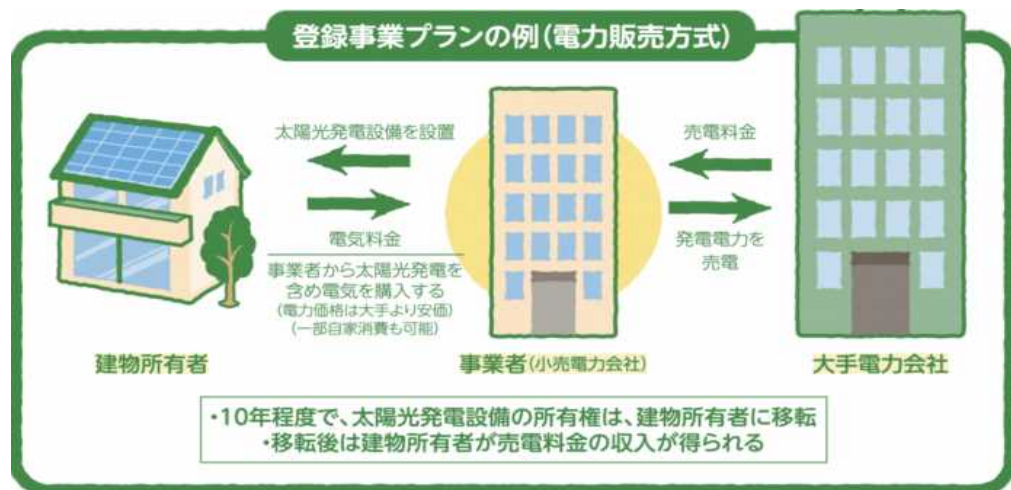 登録事業プランの例(電力販売方式)
太陽光発電設備を設置
電気料金
事業者から太陽光発電を
含め電気を購入する
(電力価格は大手より安価)
(一部自家消費も可能)
売電料金
発電電力を
売電
建物所有者
事業者(小売電力会社)
大手電力会社
・10年程度で、太陽光発電設備の所有権は、建物所有者に移転
・移転後は建物所有者が売電料金の収入が得られる